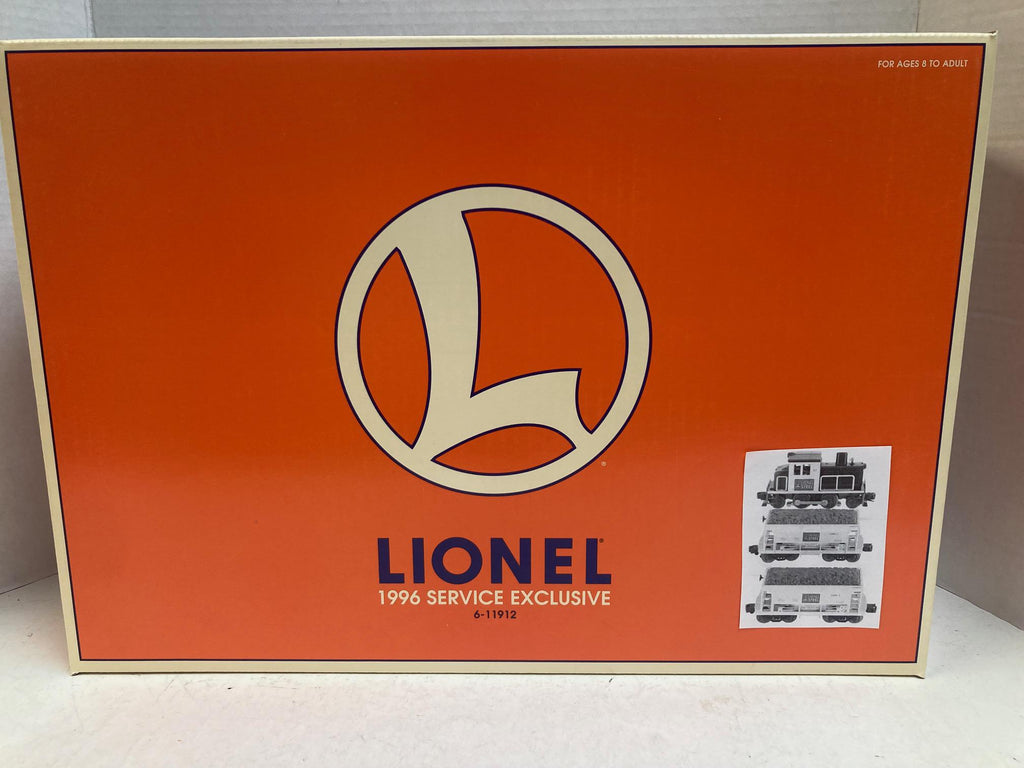 FOR AGES 8 TO ADULT
L
®
LIONEL®
1996 SERVICE EXCLUSIVE
6-11912